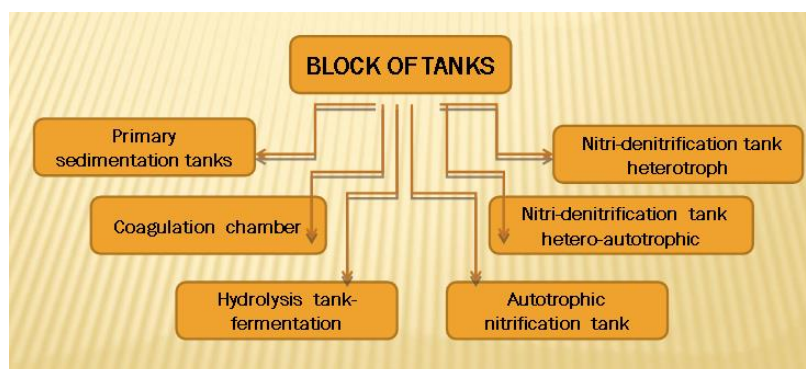 BLOCK OF TANKS
Primary
sedimentation tanks
Nitri-denitrification tank
heterotroph
Coagulation chamber
Nitri-denitrification tank
hetero-autotrophic
Hydrolysis tank-
fermentation
Autotrophic
nitrification tank